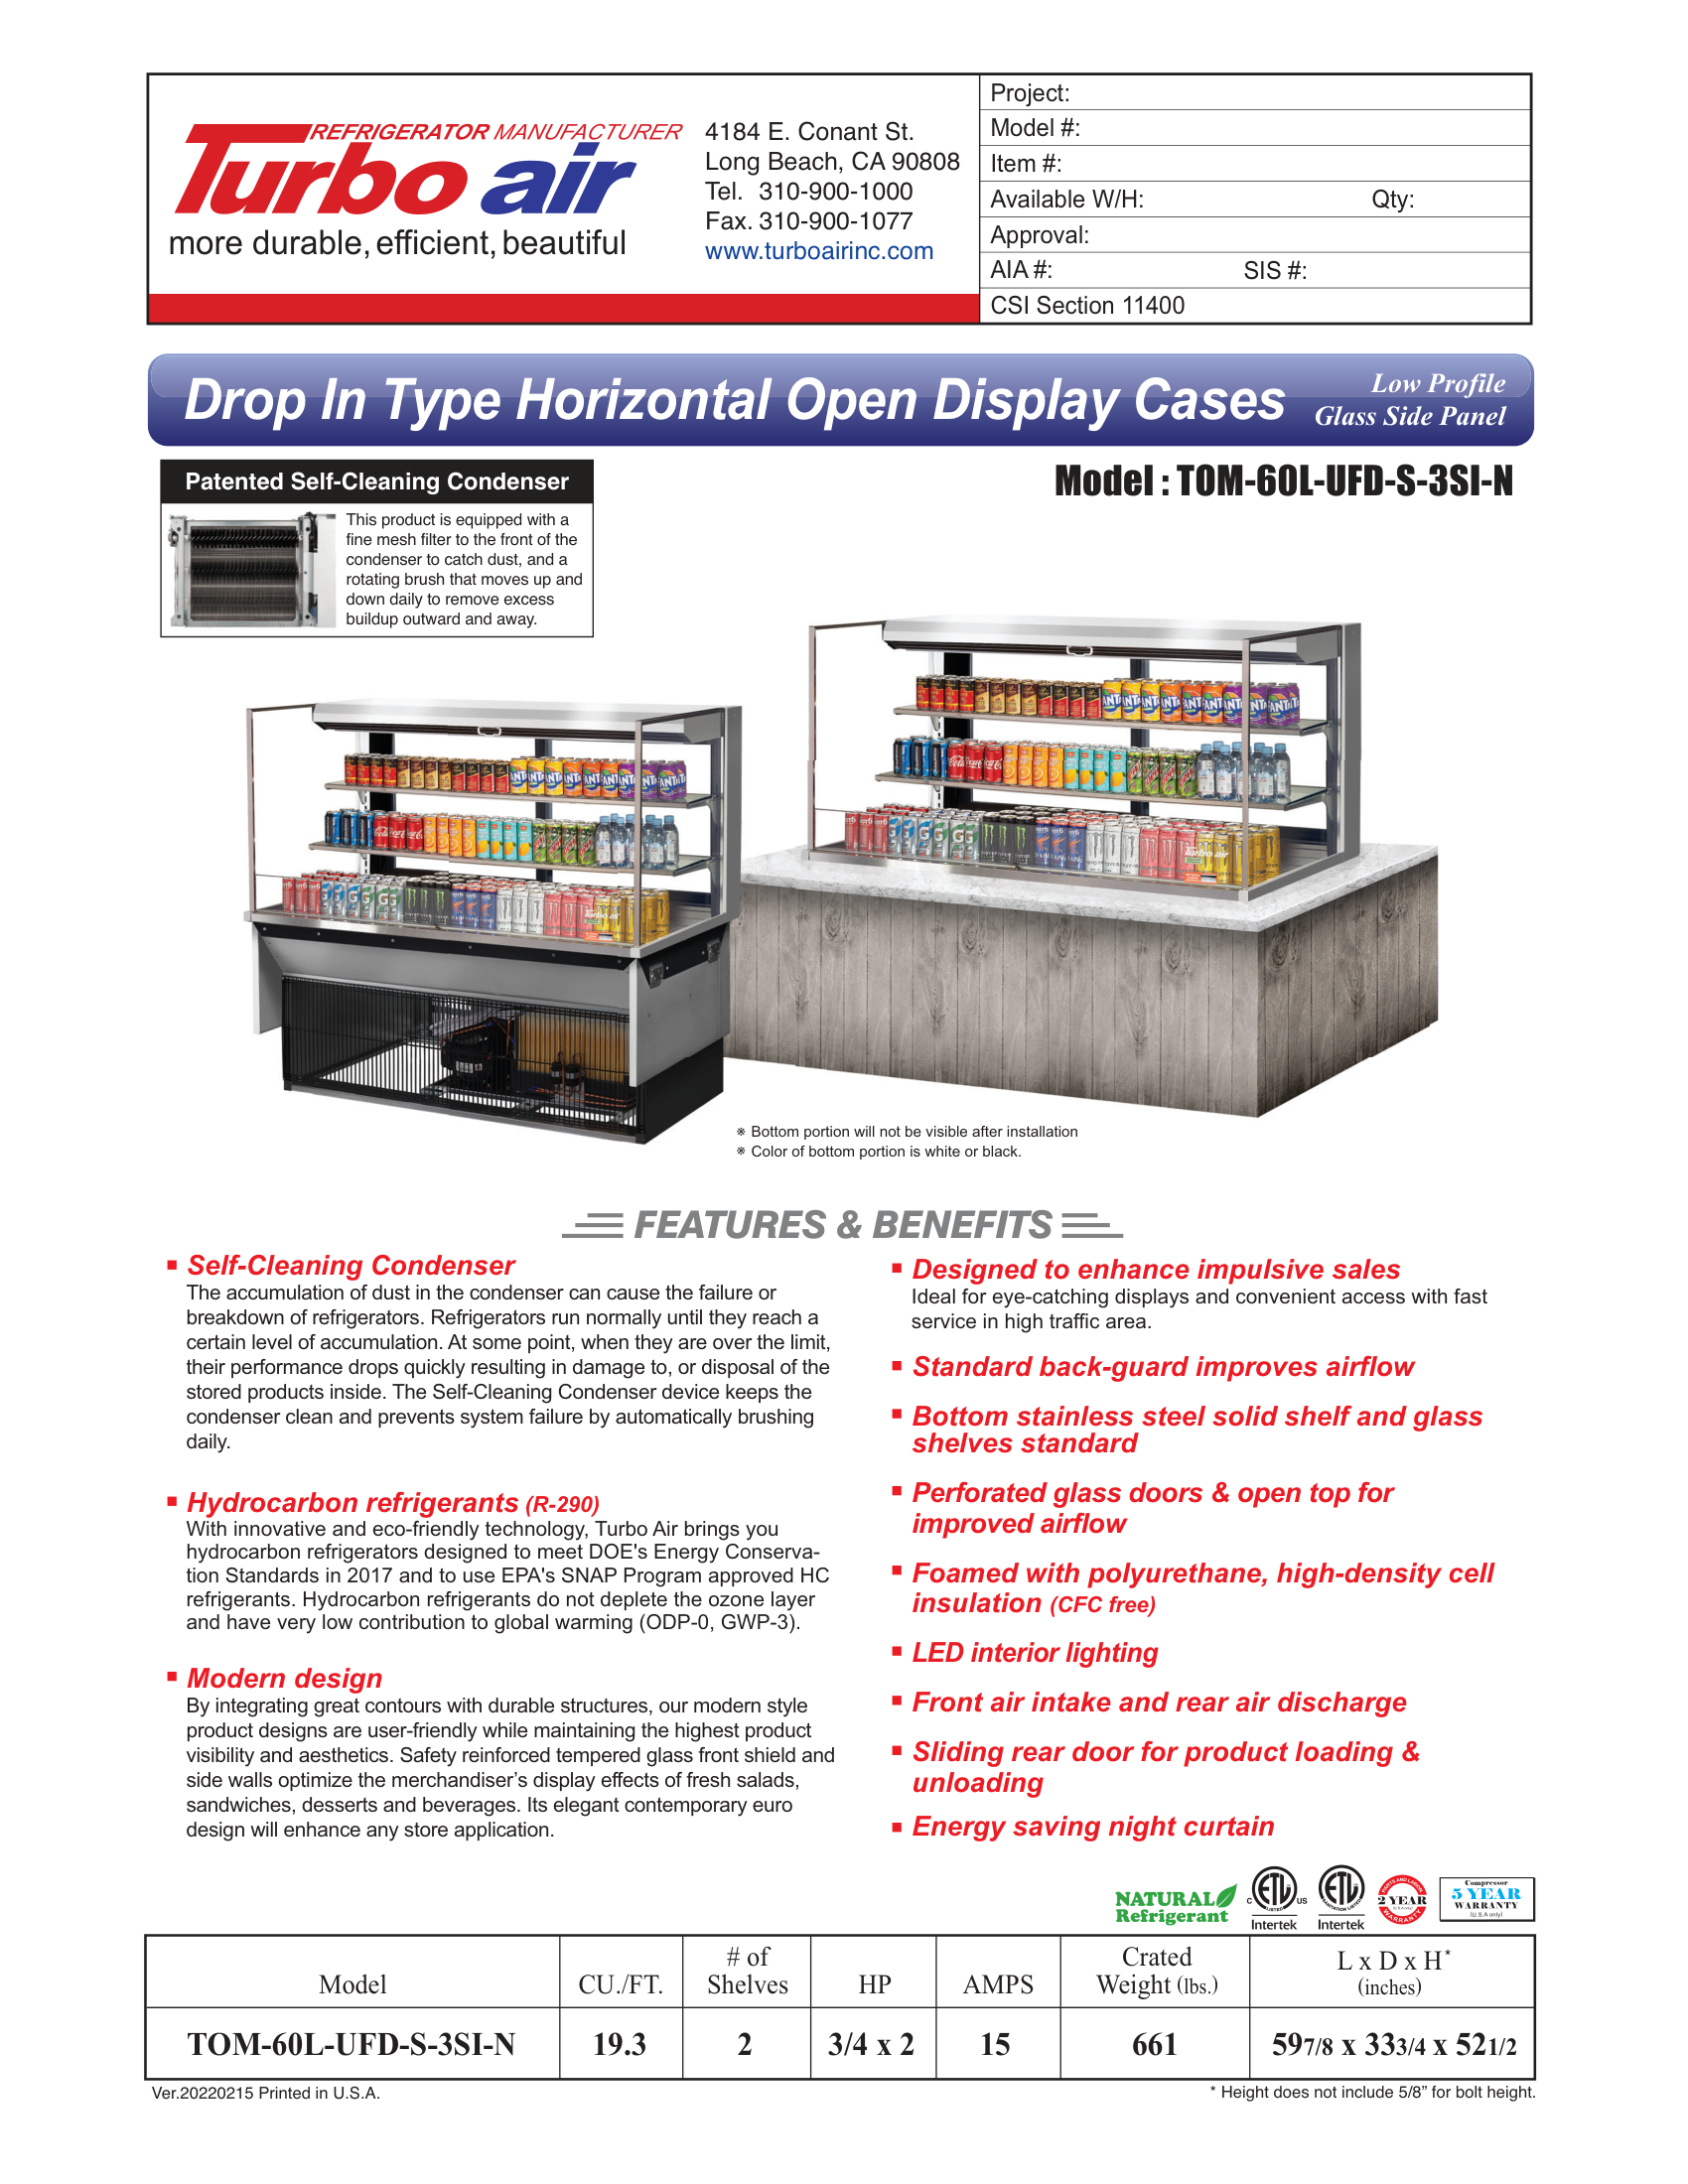 REFRIGERATOR MANUFACTURER
Turbo air
more durable, efficient, beautiful
4184 E. Conant St.
Long Beach, CA 90808
Tel. 310-900-1000
Fax. 310-900-1077
www.turboairinc.com
Project:
Model #:
Item #:
Available W/H: Qty:
Approval:
AIA #: SIS #:
CSI Section 11400
Drop In Type Horizontal Open Display Cases
Low Profile
Glass Side Panel
Patented Self-Cleaning Condenser
This product is equipped with a
fine mesh filter to the front of the
condenser to catch dust, and a
rotating brush that moves up and
down daily to remove excess
buildup outward and away.
Model : TOM-60L-UFD-S-3SI-N
※ Bottom portion will not be visible after installation
※ Color of bottom portion is white or black.
FEATURES & BENEFITS
▪ Self-Cleaning Condenser
The accumulation of dust in the condenser can cause the failure or
breakdown of refrigerators. Refrigerators run normally until they reach a
certain level of accumulation. At some point, when they are over the limit,
their performance drops quickly resulting in damage to, or disposal of the
stored products inside. The Self-Cleaning Condenser device keeps the
condenser clean and prevents system failure by automatically brushing
daily.
▪ Hydrocarbon refrigerants (R-290)
With innovative and eco-friendly technology, Turbo Air brings you
hydrocarbon refrigerators designed to meet DOE's Energy Conserva-
tion Standards in 2017 and to use EPA's SNAP Program approved HC
refrigerants. Hydrocarbon refrigerants do not deplete the ozone layer
and have very low contribution to global warming (ODP-0, GWP-3).
▪ Modern design
By integrating great contours with durable structures, our modern style
product designs are user-friendly while maintaining the highest product
visibility and aesthetics. Safety reinforced tempered glass front shield and
side walls optimize the merchandiser's display effects of fresh salads,
sandwiches, desserts and beverages. Its elegant contemporary euro
design will enhance any store application.
▪ Designed to enhance impulsive sales
Ideal for eye-catching displays and convenient access with fast
service in high traffic area.
▪ Standard back-guard improves airflow
▪ Bottom stainless steel solid shelf and glass
shelves standard
▪ Perforated glass doors & open top for
improved airflow
▪ Foamed with polyurethane, high-density cell
insulation (CFC free)
▪ LED interior lighting
▪ Front air intake and rear air discharge
▪ Sliding rear door for product loading &
unloading
▪ Energy saving night curtain
NATURAL
Refrigerant
C ETL US
LISTED
Intertek
ETL
SANITATION LISTED
Intertek
PARTS AND LABOR
2 YEAR
(U.S.A only)
WARRANTY
Compressor
5 YEAR
WARRANTY
(U.S.A only)
Model CU./FT. # of Shelves HP AMPS Crated Weight (lbs.) L x D x H* (inches)
TOM-60L-UFD-S-3SI-N 19.3 2 3/4 x 2 15 661 597/8 x 333/4 x 521/2
Ver.20220215 Printed in U.S.A.
* Height does not include 5/8” for bolt height.